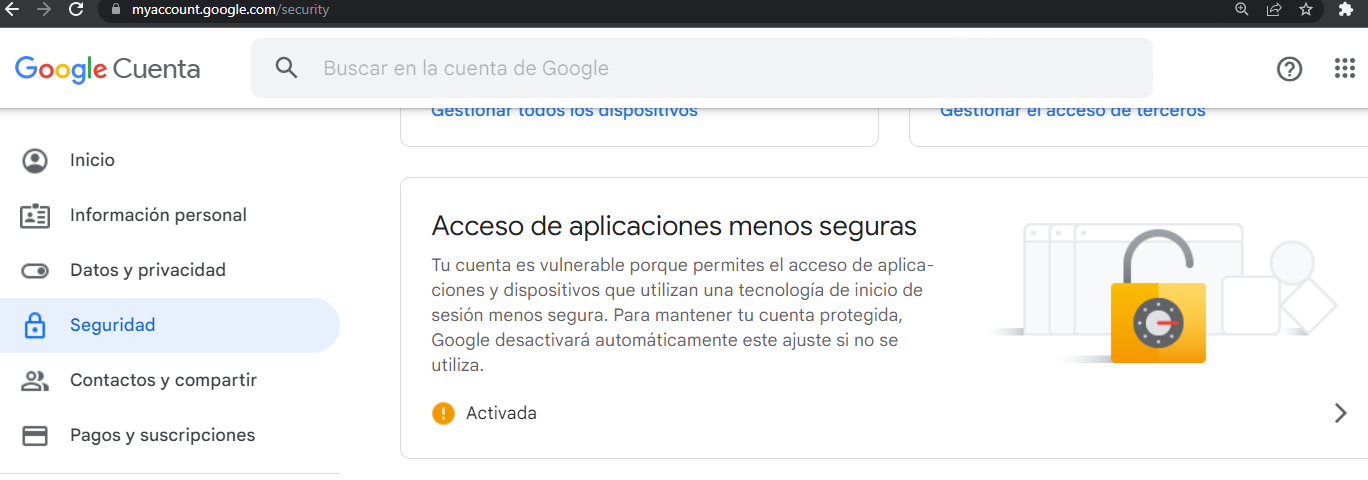 myaccount.google.com/security
Google Cuenta
Buscar en la cuenta de Google
Gestionar todos los dispositivos
Gestionar el acceso de terceros
Inicio
Información personal
Datos y privacidad
Seguridad
Contactos y compartir
Pagos y suscripciones
Acceso de aplicaciones menos seguras
Tu cuenta es vulnerable porque permites el acceso de aplica-
ciones y dispositivos que utilizan una tecnología de inicio de
sesión menos segura. Para mantener tu cuenta protegida,
Google desactivará automáticamente este ajuste si no se
utiliza.
Activada